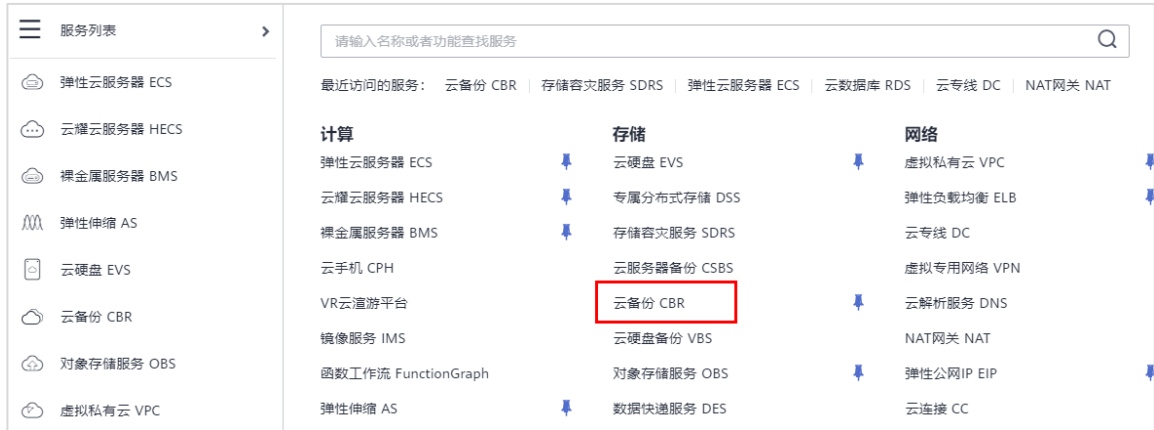 服务列表
弹性云服务器 ECS
云耀云服务器 HECS
裸金属服务器 BMS
弹性伸缩 AS
云硬盘 EVS
云备份 CBR
对象存储服务 OBS
虚拟私有云 VPC
请输入名称或者功能查找服务
最近访问的服务： 云备份 CBR 存储容灾服务 SDRS 弹性云服务器 ECS 云数据库 RDS 云专线 DC NAT网关 NAT
计算
弹性云服务器 ECS
云耀云服务器 HECS
裸金属服务器 BMS
云手机 CPH
VR云渲游平台
镜像服务 IMS
函数工作流 FunctionGraph
弹性伸缩 AS
存储
云硬盘 EVS
专属分布式存储 DSS
存储容灾服务 SDRS
云服务器备份 CSBS
云备份 CBR
云硬盘备份 VBS
对象存储服务 OBS
数据快递服务 DES
网络
虚拟私有云 VPC
弹性负载均衡 ELB
云专线 DC
虚拟专用网络 VPN
云解析服务 DNS
NAT网关 NAT
弹性公网IP EIP
云连接 CC